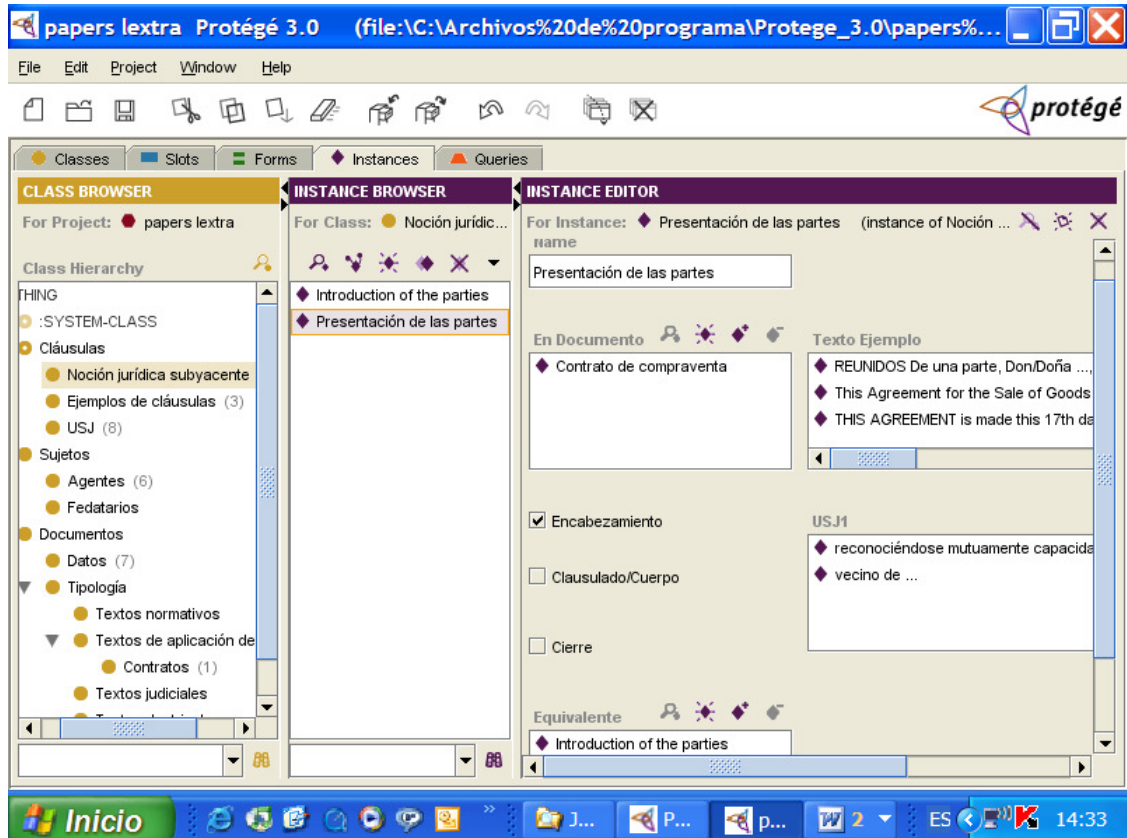 papers lextra Protégé 3.0 (file:\C:\Archivos%20de%20programa\Protege_3.0\papers%...
File Edit Project Window Help
protégé
Classes Slots Forms Instances Queries
CLASS BROWSER
For Project: papers lextra
Class Hierarchy
THING
:SYSTEM-CLASS
Cláusulas
Noción jurídica subyacente
Ejemplos de cláusulas (3)
USJ (8)
Sujetos
Agentes (6)
Fedatarios
Documentos
Datos (7)
Tipología
Textos normativos
Textos de aplicación de
Contratos (1)
Textos judiciales
INSTANCE BROWSER
For Class: Noción jurídic...
Introduction of the parties
Presentación de las partes
INSTANCE EDITOR
For Instance: Presentación de las partes (instance of Noción ...
Name
Presentación de las partes
En Documento
Contrato de compraventa
Texto Ejemplo
REUNIDOS De una parte, Don/Doña ...,
This Agreement for the Sale of Goods
THIS AGREEMENT is made this 17th da
Encabezamiento
Clausulado/Cuerpo
Cierre
USJ1
reconociéndose mutuamente capacida
vecino de ...
Equivalente
Introduction of the parties
Inicio J... P... p... 2 ES 14:33